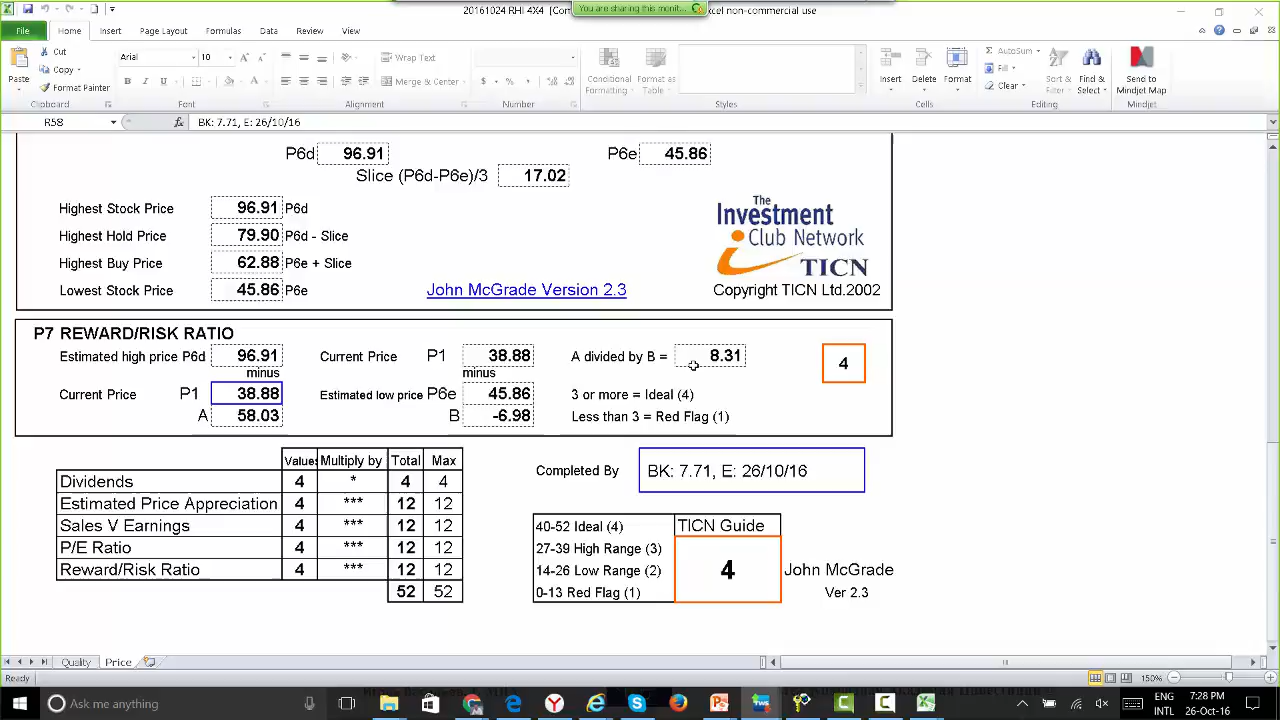 20161024 RHI 4X4 [Com
You are sharing this monit...
Excel non-commercial use
File Home Insert Page Layout Formulas Data Review View
Paste Cut Copy Format Painter
Arial 10
Wrap Text
Merge & Center
Conditional Formatting
Format as Table
Insert Delete Format
AutoSum Fill Clear
Sort & Filter
Find & Select
Send to Mindjet Map
Clipboard Font Alignment Number Styles Cells Editing Mindjet
R58 fx BK: 7.71, E: 26/10/16
P6d 96.91 P6e 45.86
Slice (P6d-P6e)/3 17.02
Highest Stock Price 96.91 P6d
Highest Hold Price 79.90 P6d - Slice
Highest Buy Price 62.88 P6e + Slice
Lowest Stock Price 45.86 P6e
John McGrade Version 2.3
The
Investment
Club Network
TICN
Copyright TICN Ltd.2002
P7 REWARD/RISK RATIO
Estimated high price P6d 96.91 Current Price P1 38.88 A divided by B = 8.31 4
minus minus
Current Price P1 38.88 Estimated low price P6e 45.86 3 or more = Ideal (4)
A 58.03 B -6.98 Less than 3 = Red Flag (1)
Values Multiply by Total Max
Dividends 4 * 4 4
Estimated Price Appreciation 4 *** 12 12
Sales V Earnings 4 *** 12 12
P/E Ratio 4 *** 12 12
Reward/Risk Ratio 4 *** 12 12
52 52
Completed By BK: 7.71, E: 26/10/16
40-52 Ideal (4) TICN Guide
27-39 High Range (3)
14-26 Low Range (2)
0-13 Red Flag (1)
4
John McGrade
Ver 2.3
Quality Price
Ready 150%
Ask me anything
ENG
INTL
7:28 PM
26-Oct-16